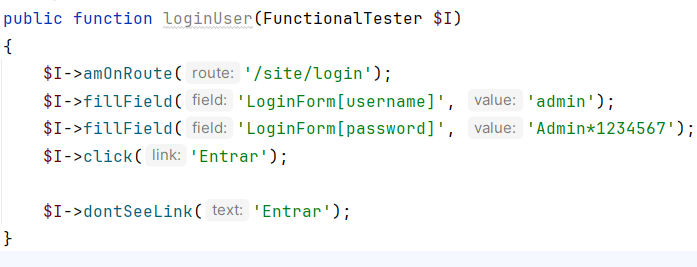 public function loginUser(FunctionalTester $I)
{
    $I->amOnRoute( route: '/site/login');
    $I->fillField( field: 'LoginForm[username]', value: 'admin');
    $I->fillField( field: 'LoginForm[password]', value: 'Admin*1234567');
    $I->click( link: 'Entrar');

    $I->dontSeeLink( text: 'Entrar');
}